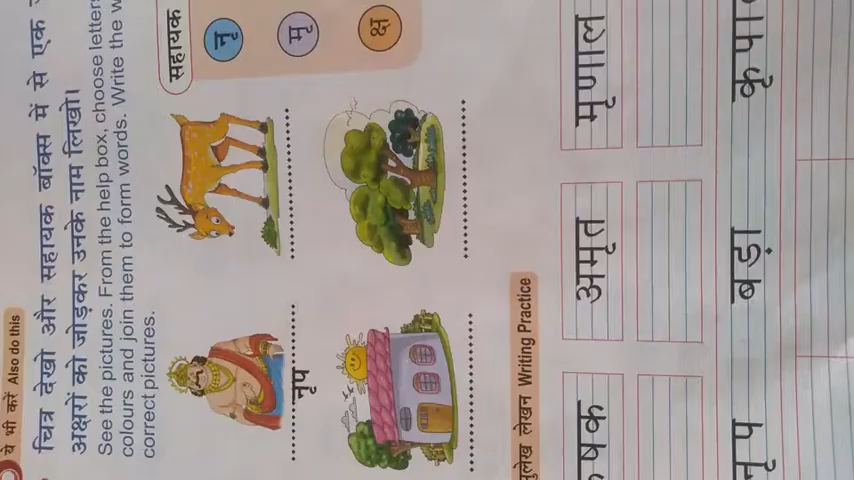 ये भी करें Also do this
चित्र देखो और सहायक बॉक्स में से एक
अक्षरों को जोड़कर उनके नाम लिखो।
See the pictures. From the help box, choose letter
colours and join them to form words. Write the
correct pictures.
सहायक
नृ
मृ
क्ष
नृप
लेख लेखन Writing Practice
षक
अमृत
मृणाल